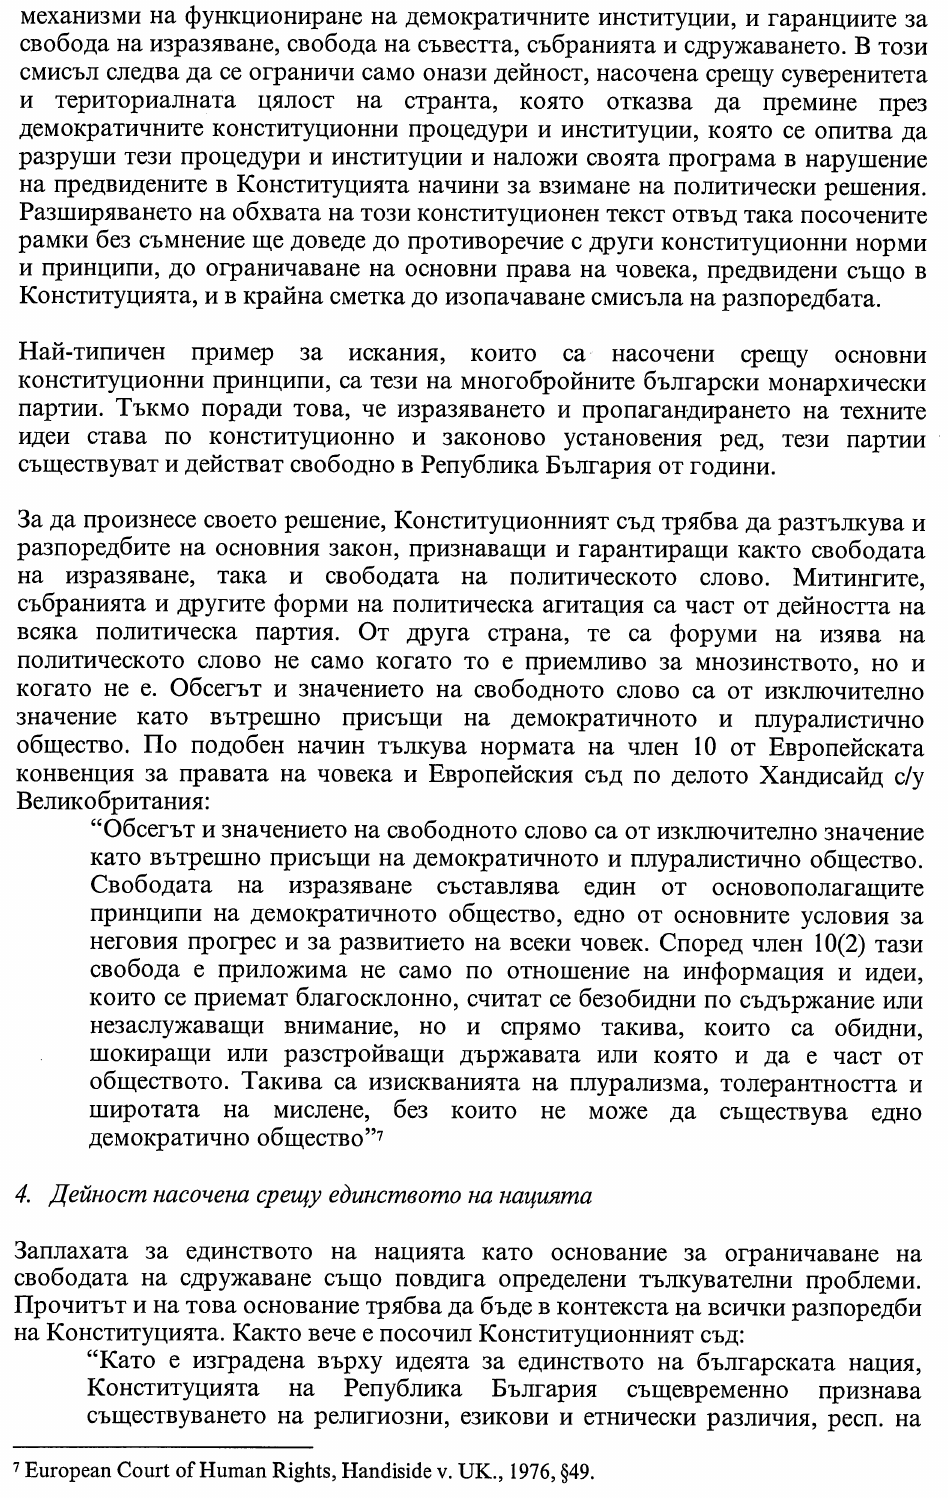 механизми на функциониране на демократичните институции, и гаранциите за
свобода на изразяване, свобода на съвестта, събранията и сдружаването. В този
смисъл следва да се ограничи само онази дейност, насочена срещу суверенитета
и териториалната цялост на странта, която отказва да премине през
демократичните конституционни процедури и институции, която се опитва да
разруши тези процедури и институции и наложи своята програма в нарушение
на предвидените в Конституцията начини за взимане на политически решения.
Разширяването на обхвата на този конституционен текст отвъд така посочените
рамки без съмнение ще доведе до противоречие с други конституционни норми
и принципи, до ограничаване на основни права на човека, предвидени също в
Конституцията, и в крайна сметка до изопачаване смисъла на разпоредбата.

Най-типичен пример за искания, които са насочени срещу основни
конституционни принципи, са тези на многобройните български монархически
партии. Тъкмо поради това, че изразяването и пропагандирането на техните
идеи става по конституционно и законово установения ред, тези партии
съществуват и действат свободно в Република България от години.

За да произнесе своето решение, Конституционният съд трябва да разтълкува и
разпоредбите на основния закон, признаващи и гарантиращи както свободата
на изразяване, така и свободата на политическото слово. Митингите,
събранията и другите форми на политическа агитация са част от дейността на
всяка политическа партия. От друга страна, те са форуми на изява на
политическото слово не само когато то е приемливо за мнозинството, но и
когато не е. Обсегът и значението на свободното слово са от изключително
значение като вътрешно присъщи на демократичното и плуралистично
общество. По подобен начин тълкува нормата на член 10 от Европейската
конвенция за правата на човека и Европейския съд по делото Хандисайд с/у
Великобритания:
“Обсегът и значението на свободното слово са от изключително значение
като вътрешно присъщи на демократичното и плуралистично общество.
Свободата на изразяване съставлява един от основополагащите
принципи на демократичното общество, едно от основните условия за
неговия прогрес и за развитието на всеки човек. Според член 10(2) тази
свобода е приложима не само по отношение на информация и идеи,
които се приемат благосклонно, считат се безобидни по съдържание или
незаслужаващи внимание, но и спрямо такива, които са обидни,
шокиращи или разстройващи държавата или която и да е част от
обществото. Такива са изискванията на плурализма, толерантността и
широтата на мислене, без които не може да съществува едно
демократично общество”⁷

4. Дейност насочена срещу единството на нацията

Заплахата за единството на нацията като основание за ограничаване на
свободата на сдружаване също повдига определени тълкувателни проблеми.
Прочитът и на това основание трябва да бъде в контекста на всички разпоредби
на Конституцията. Както вече е посочил Конституционният съд:
“Като е изградена върху идеята за единството на българската нация,
Конституцията на Република България същевременно признава
съществуването на религиозни, езикови и етнически различия, респ. на

⁷ European Court of Human Rights, Handiside v. UK., 1976, §49.